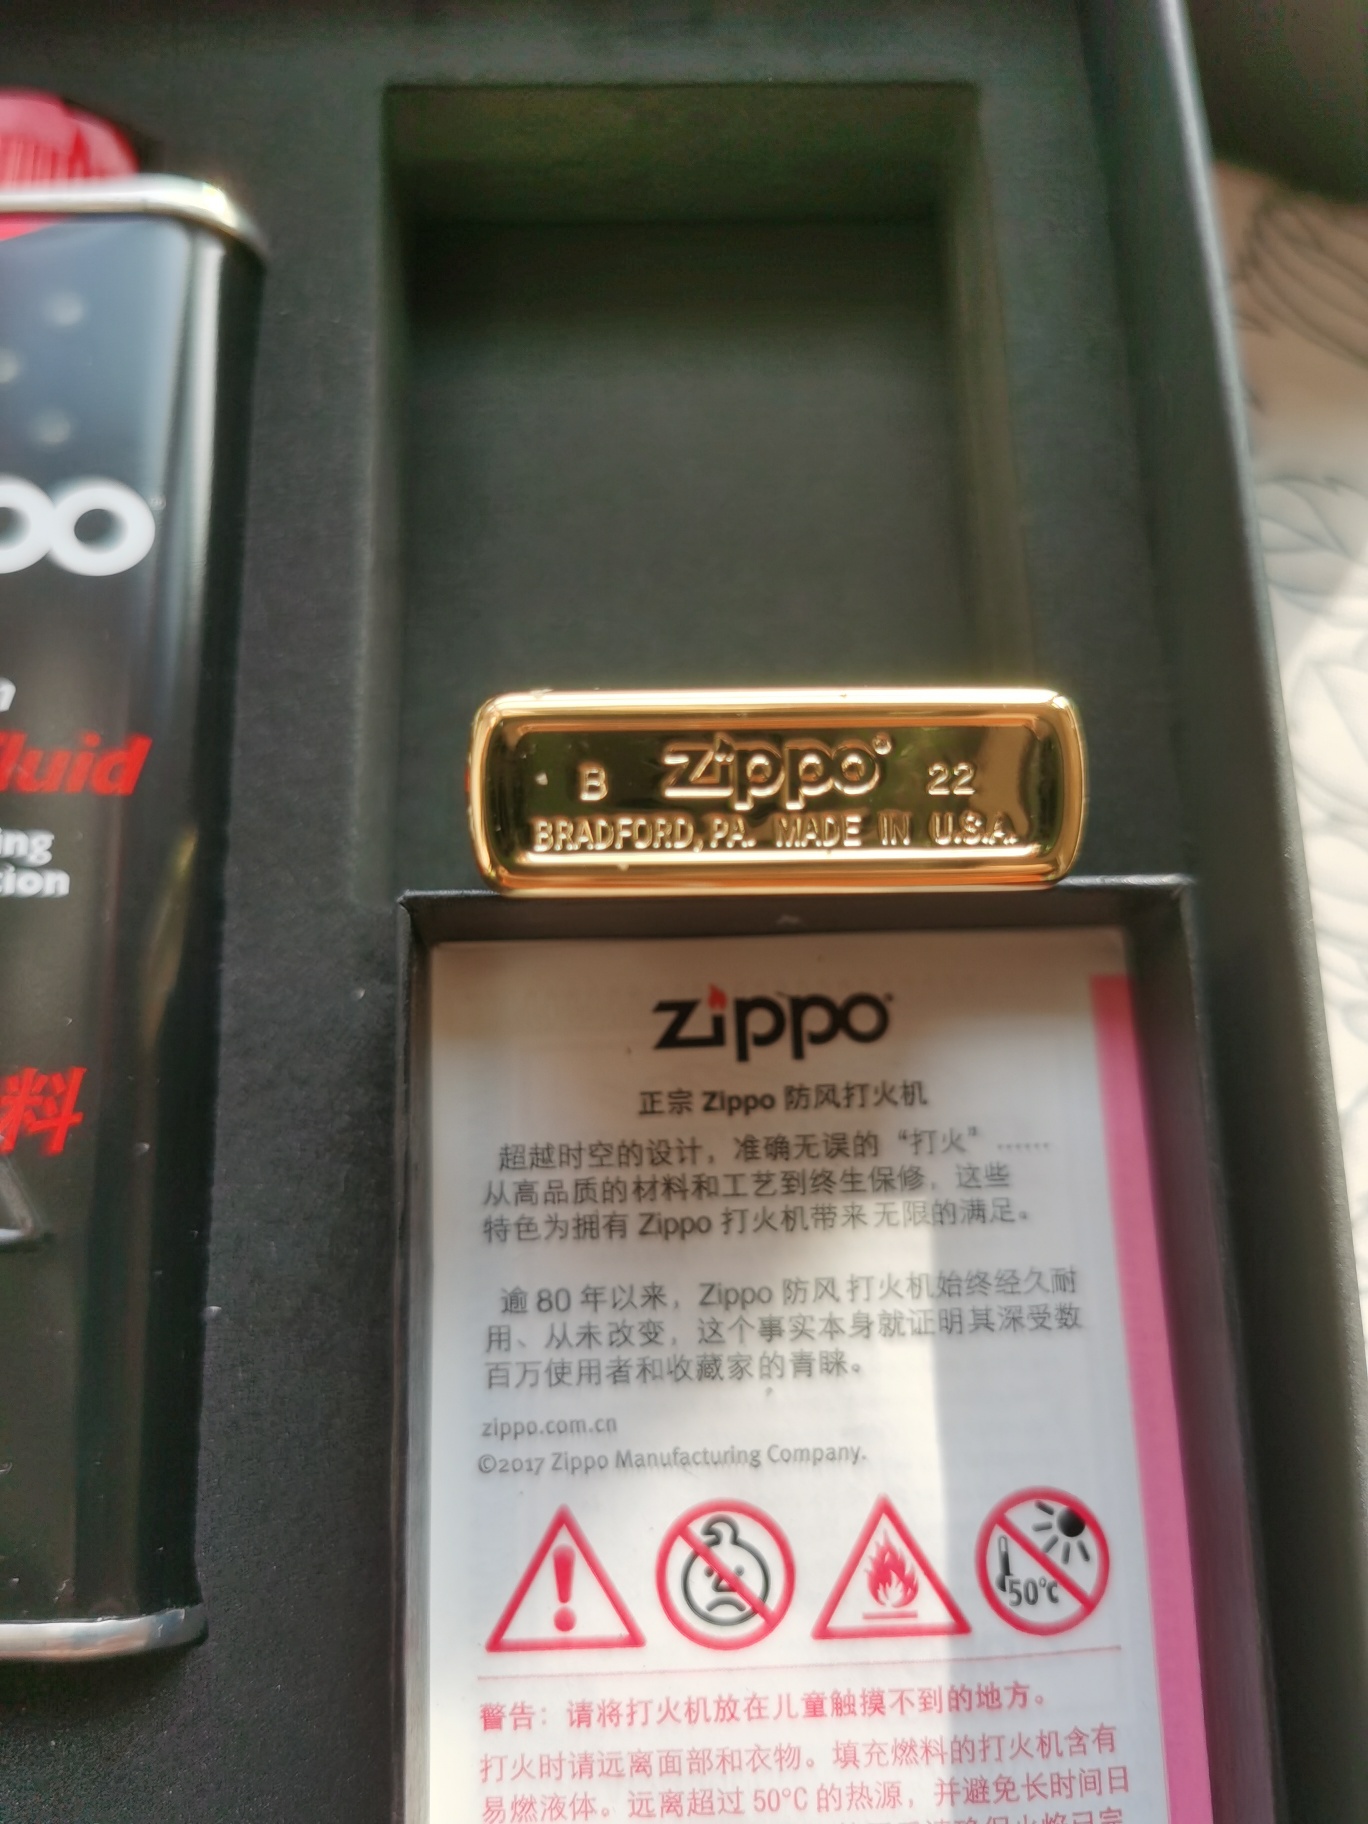 fluid
料
B Zippo® 22
BRADFORD, PA. MADE IN U.S.A.
zippo
正宗 Zippo 防风打火机
超越时空的设计，准确无误的“打火”……
从高品质的材料和工艺到终生保修，这些
特色为拥有 Zippo 打火机带来无限的满足。
逾 80 年以来，Zippo 防风打火机始终经久耐
用、从未改变，这个事实本身就证明其深受数
百万使用者和收藏家的青睐。
zippo.com.cn
©2017 Zippo Manufacturing Company.
50℃
警告：请将打火机放在儿童触摸不到的地方。
打火时请远离面部和衣物。填充燃料的打火机含有
易燃液体。远离超过 50℃ 的热源，并避免长时间日